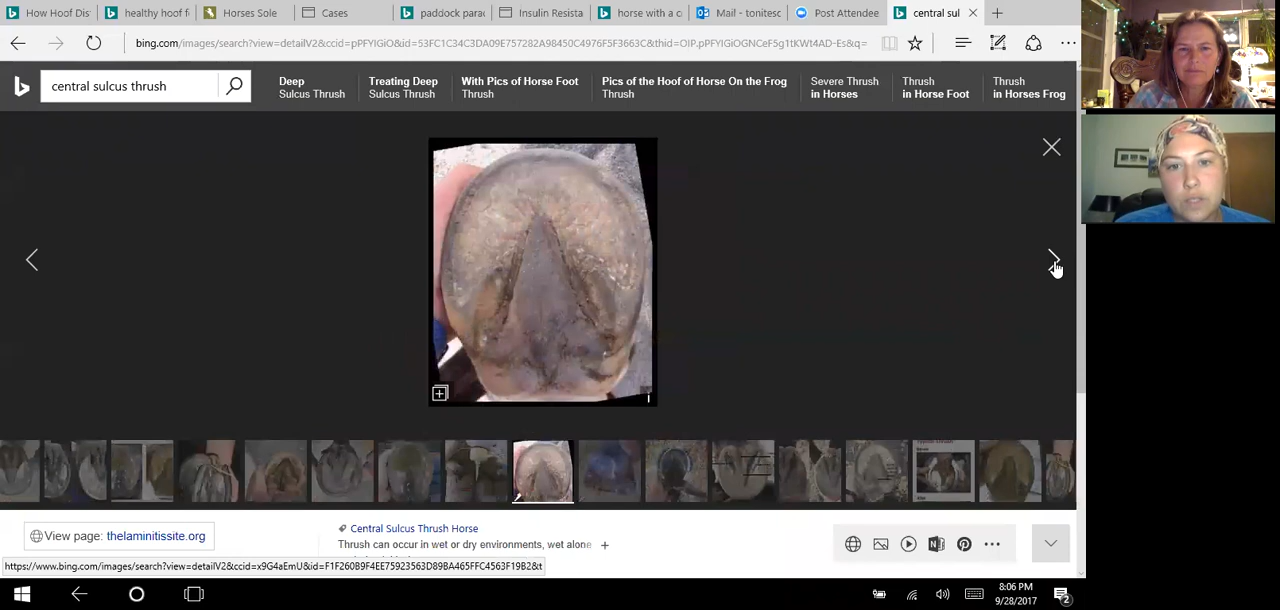 How Hoof Dis
healthy hoof f
Horses Sole
Cases
paddock para
Insulin Resista
horse with a c
Mail - tonitesc
Post Attendee
central sul
bing.com/images/search?view=detailV2&ccid=pPFYIGiO&id=53FC1C34C3DA09E757282A98450C4976F5F3663C&thid=OIP.pPFYIGiOGNCeF5g1tKWt4AD-Es&q=
central sulcus thrush
Deep
Sulcus Thrush
Treating Deep
Sulcus Thrush
With Pics of Horse Foot
Thrush
Pics of the Hoof of Horse On the Frog
Thrush
Severe Thrush
in Horses
Thrush
in Horse Foot
Thrush
in Horses Frog
View page: thelaminitissite.org
Central Sulcus Thrush Horse
Thrush can occur in wet or dry environments, wet alone
https://www.bing.com/images/search?view=detailV2&ccid=x9G4aEmU&id=F1F260B9F4EE75923563D89BA465FFC4563F19B2&t
8:06 PM
9/28/2017
2